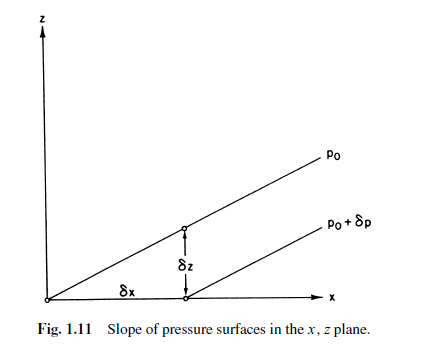 z
p₀
p₀ + δp
δz
δx
x
Fig. 1.11 Slope of pressure surfaces in the x, z plane.